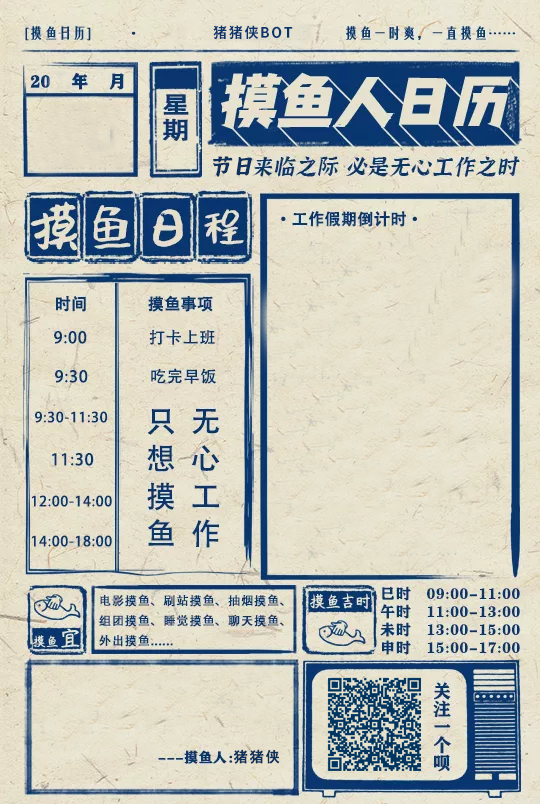 [摸鱼日历] · 猪猪侠BOT 摸鱼一时爽，一直摸鱼……
20 年 月
星期
摸鱼人日历
节日来临之际 必是无心工作之时
摸鱼日程
·工作假期倒计时·
时间 摸鱼事项
9:00 打卡上班
9:30 吃完早饭
9:30-11:30
11:30
12:00-14:00
14:00-18:00
无心工作
只想摸鱼
摸鱼宜
电影摸鱼、刷站摸鱼、抽烟摸鱼、
组团摸鱼、睡觉摸鱼、聊天摸鱼、
外出摸鱼……
摸鱼吉时
巳时 09:00-11:00
午时 11:00-13:00
未时 13:00-15:00
申时 15:00-17:00
---摸鱼人:猪猪侠
关注一个呗